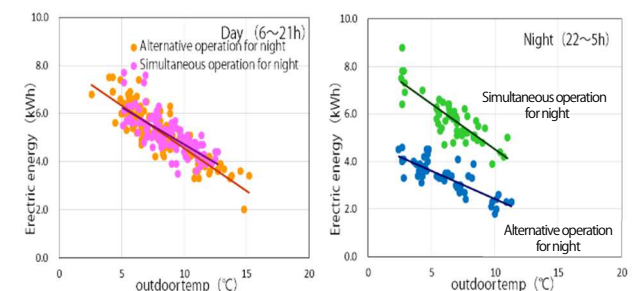 10.0
8.0
6.0
4.0
2.0
0.0
0
5
10
15
20
Day (6～21h)
Alternative operation for night
Simultaneous operation for night
Erectric energy (kWh)
outdoortemp (℃)
10.0
8.0
6.0
4.0
2.0
0.0
0
5
10
15
20
Night (22～5h)
Simultaneous operation
for night
Alternative operation
for night
Erectric energy (kWh)
outdoortemp (℃)